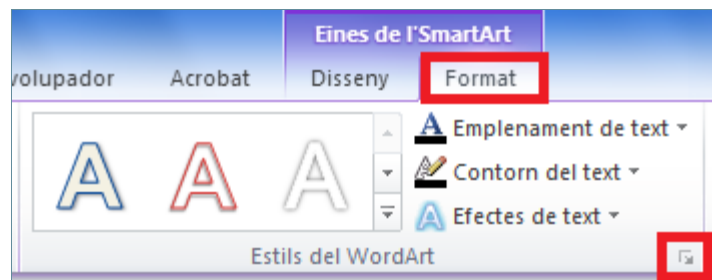 Eines de l'SmartArt
volupador Acrobat Disseny Format
Emplenament de text
Contorn del text
Efectes de text
Estils del WordArt